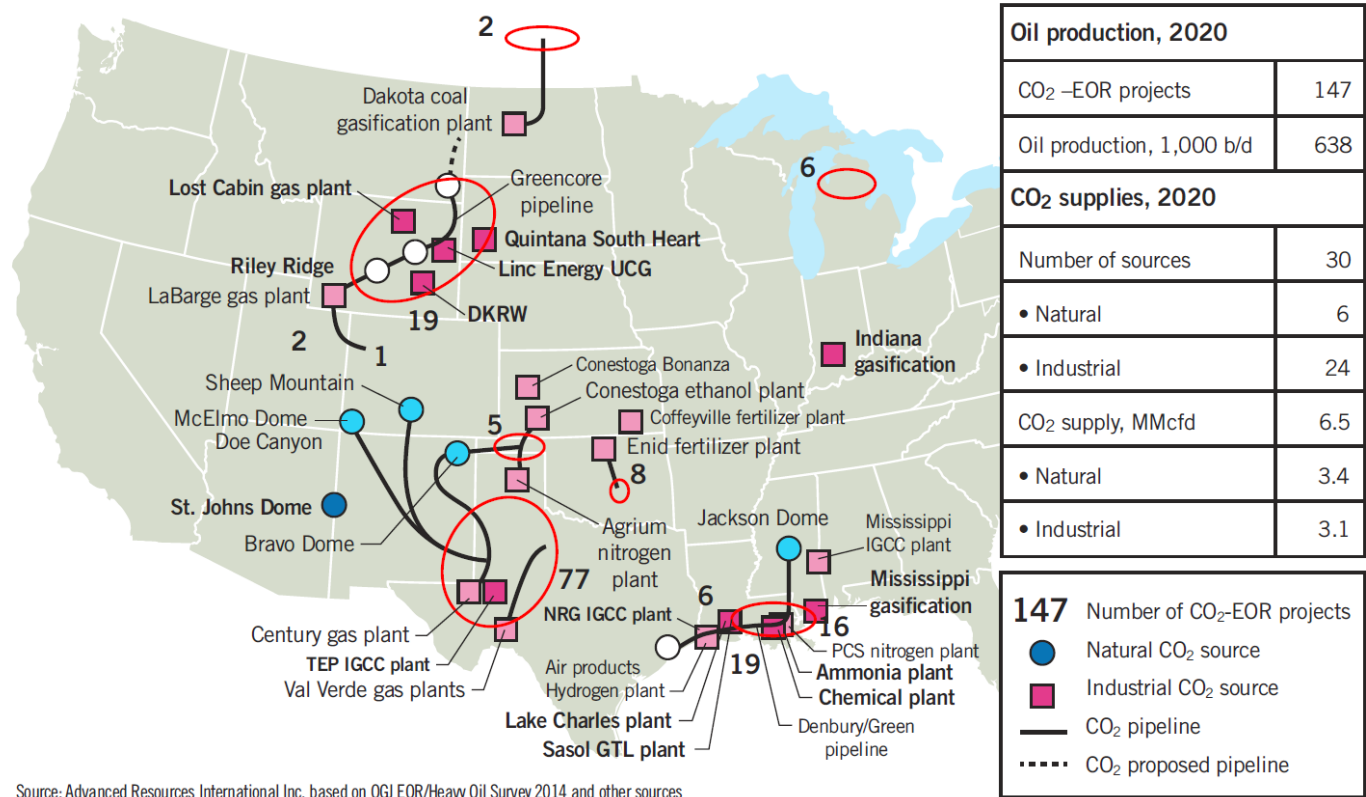 2
Dakota coal
gasification plant
Lost Cabin gas plant
Greencore
pipeline
6
Quintana South Heart
Riley Ridge
Linc Energy UCG
LaBarge gas plant
19
DKRW
2
1
Indiana
gasification
Sheep Mountain
Conestoga Bonanza
Conestoga ethanol plant
McElmo Dome
Doe Canyon
5
Coffeyville fertilizer plant
Enid fertilizer plant
8
St. Johns Dome
Bravo Dome
Agrium
nitrogen
plant
Jackson Dome
Mississippi
IGCC plant
77
Mississippi
gasification
NRG IGCC plant
6
16
Century gas plant
TEP IGCC plant
Val Verde gas plants
Air products
Hydrogen plant
19
PCS nitrogen plant
Ammonia plant
Chemical plant
Lake Charles plant
Sasol GTL plant
Denbury/Green
pipeline
Oil production, 2020
CO2 –EOR projects 147
Oil production, 1,000 b/d 638
CO2 supplies, 2020
Number of sources 30
• Natural 6
• Industrial 24
CO2 supply, MMcfd 6.5
• Natural 3.4
• Industrial 3.1
147 Number of CO2-EOR projects
Natural CO2 source
Industrial CO2 source
CO2 pipeline
CO2 proposed pipeline
Source: Advanced Resources International Inc. based on OGJ EOR/Heavy Oil Survey 2014 and other sources